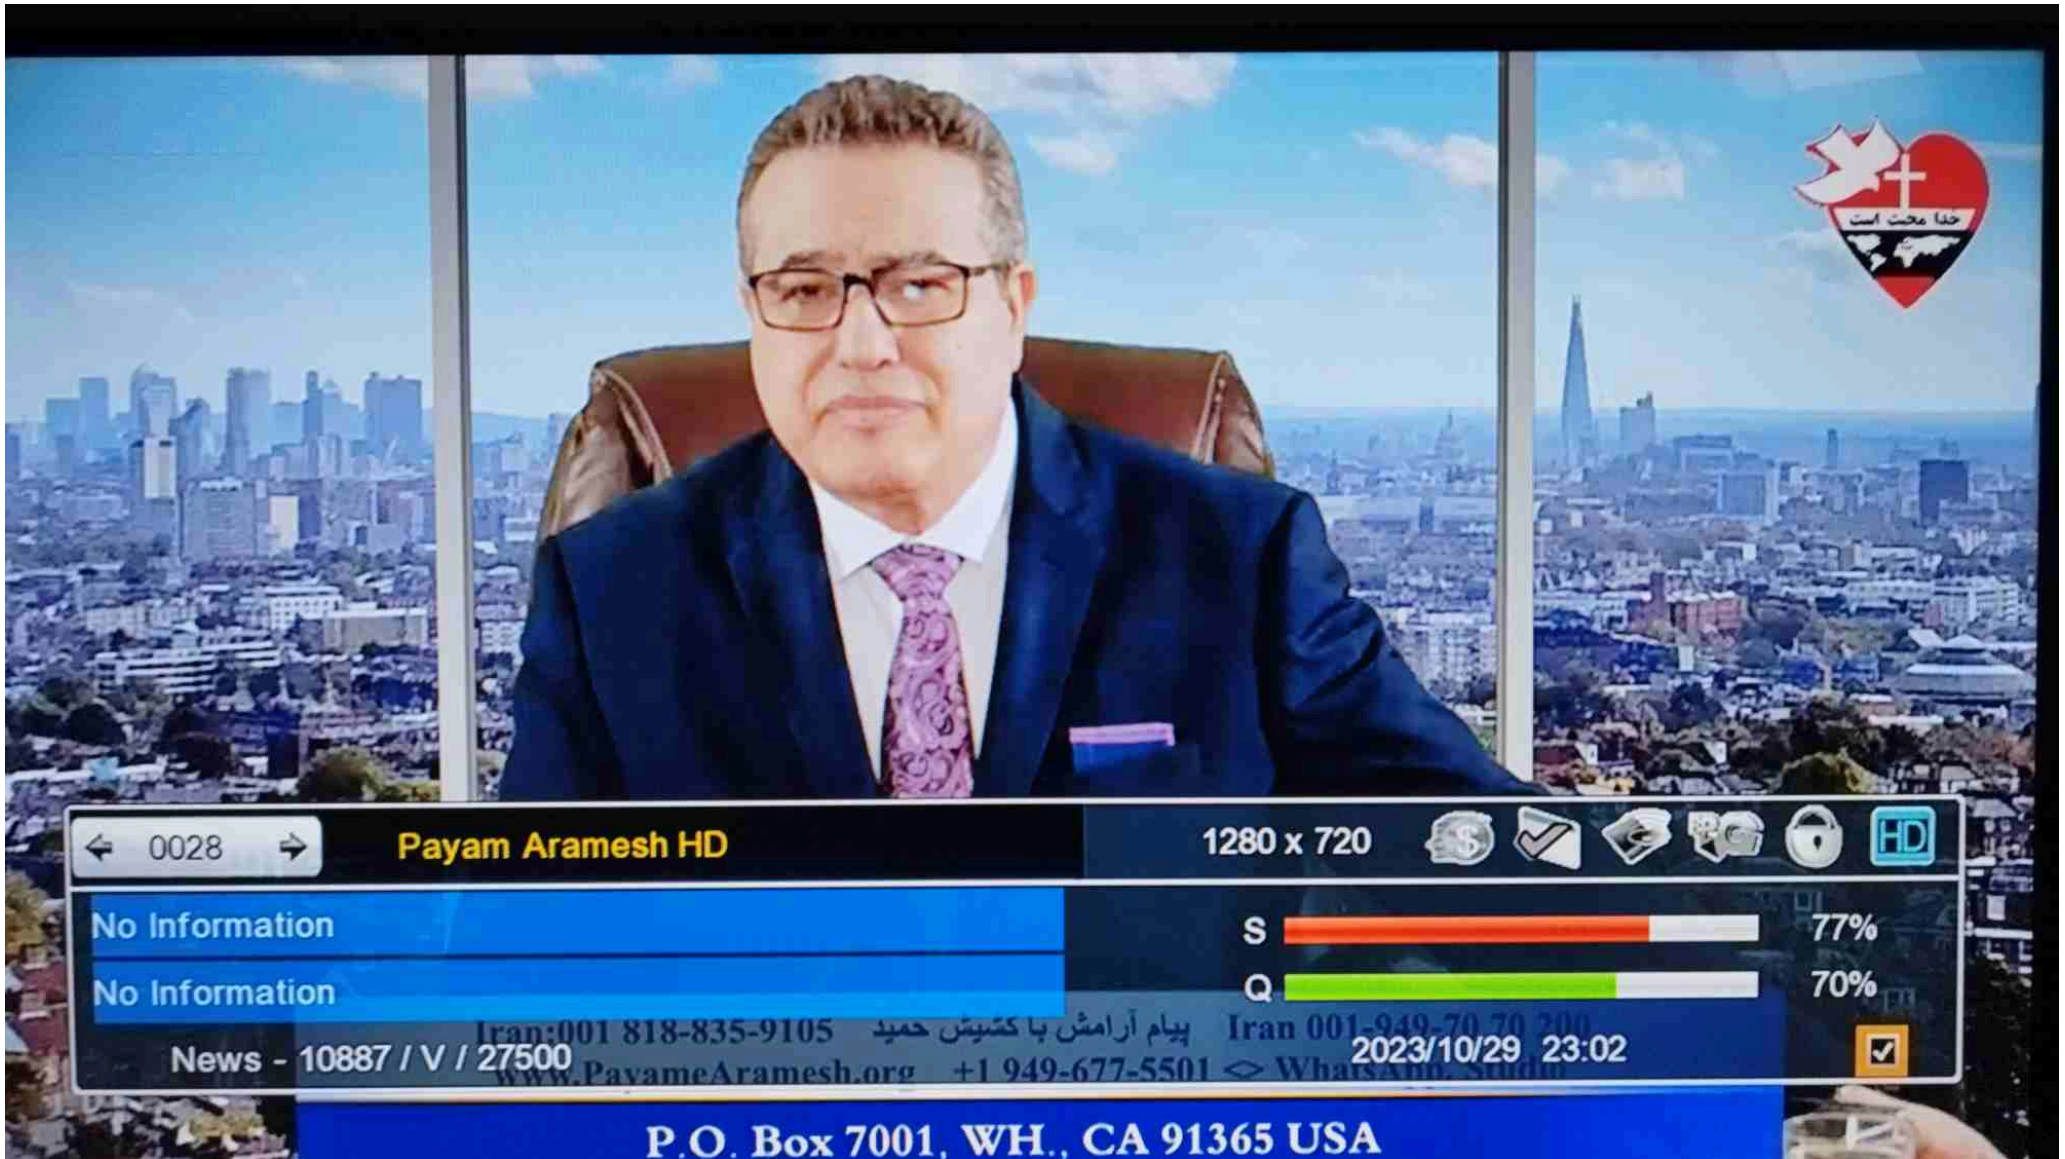 خدا محبت است
0028
Payam Aramesh HD
1280 x 720
HD
No Information
S 77%
No Information
Q 70%
Iran:001 818-835-9105 پیام آرامش با کشیش حمید Iran 001-949-70 70 200
News - 10887 / V / 27500
2023/10/29 23:02
www.PayameAramesh.org +1 949-677-5501 <> WhatsApp, Studio
P.O. Box 7001, WH., CA 91365 USA